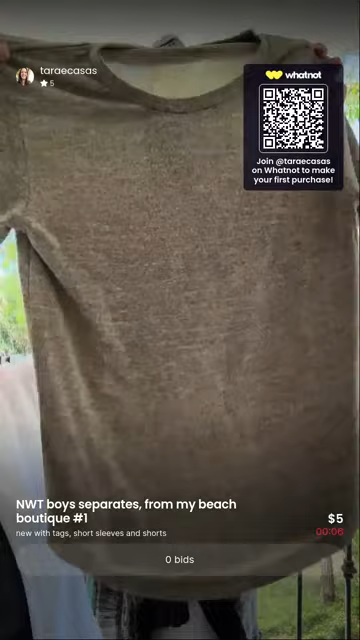 taraecasas
5
whatnot
Join @taraecasas
on Whatnot to make
your first purchase!
NWT boys separates, from my beach
boutique #1
$5
new with tags, short sleeves and shorts
00:06
0 bids